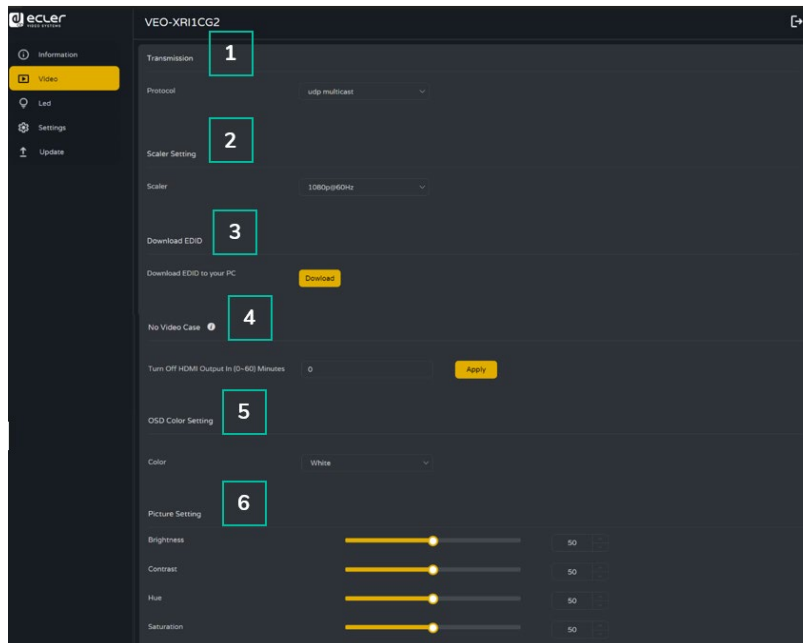 ecler
VIDEO SYSTEMS
VEO-XRI1CG2
Information
Video
Led
Settings
Update
Transmission
1
Protocol
udp multicast
2
Scaler Setting
Scaler
1080p@60Hz
3
Download EDID
Download EDID to your PC
Dowload
4
No Video Case
Turn Off HDMI Output In (0~60) Minutes
0
Apply
5
OSD Color Setting
Color
White
6
Picture Setting
Brightness
50
Contrast
50
Hue
50
Saturation
50